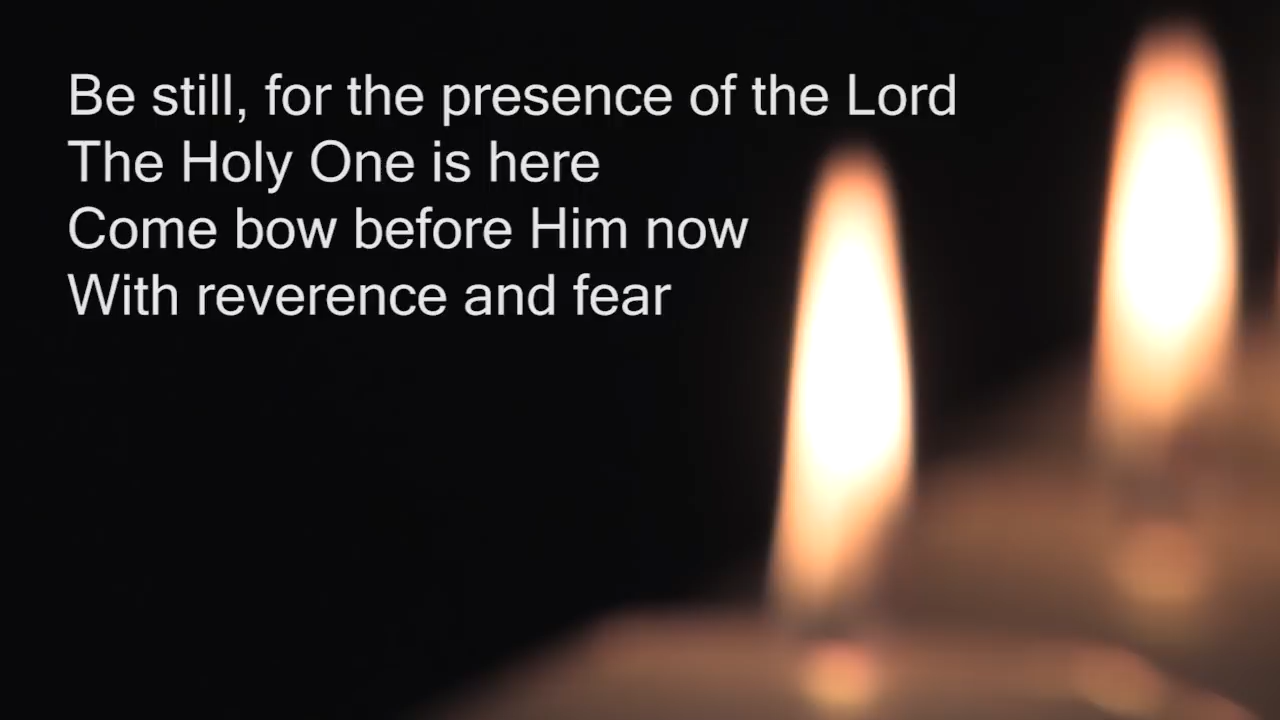 Be still, for the presence of the Lord
The Holy One is here
Come bow before Him now
With reverence and fear